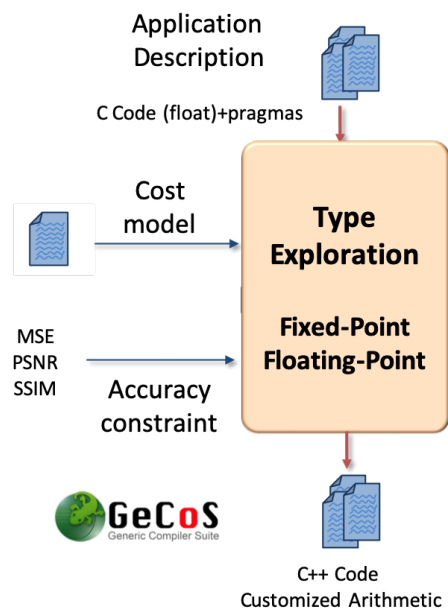 Application
Description
C Code (float)+pragmas
Cost
model
Type
Exploration
Fixed-Point
Floating-Point
MSE
PSNR
SSIM
Accuracy
constraint
GeCoS
Generic Compiler Suite
C++ Code
Customized Arithmetic